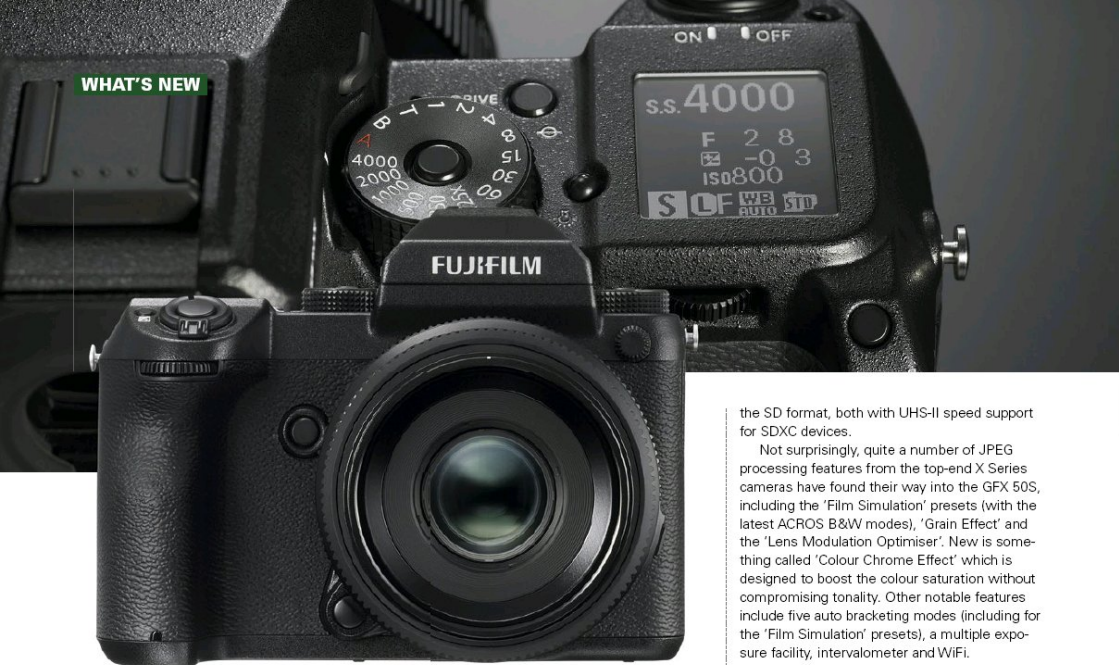 WHAT'S NEW
ON OFF
DRIVE
S.S. 4000
F 2 8
-0 3
ISO800
S L F WB AUTO STD
A B T 1 2 4 8 15 30 60
4000
2000
1000
FUJIFILM
the SD format, both with UHS-II speed support
for SDXC devices.
Not surprisingly, quite a number of JPEG
processing features from the top-end X Series
cameras have found their way into the GFX 50S,
including the ‘Film Simulation’ presets (with the
latest ACROS B&W modes), ‘Grain Effect’ and
the ‘Lens Modulation Optimiser’. New is some-
thing called ‘Colour Chrome Effect’ which is
designed to boost the colour saturation without
compromising tonality. Other notable features
include five auto bracketing modes (including for
the ‘Film Simulation’ presets), a multiple expo-
sure facility, intervalometer and WiFi.